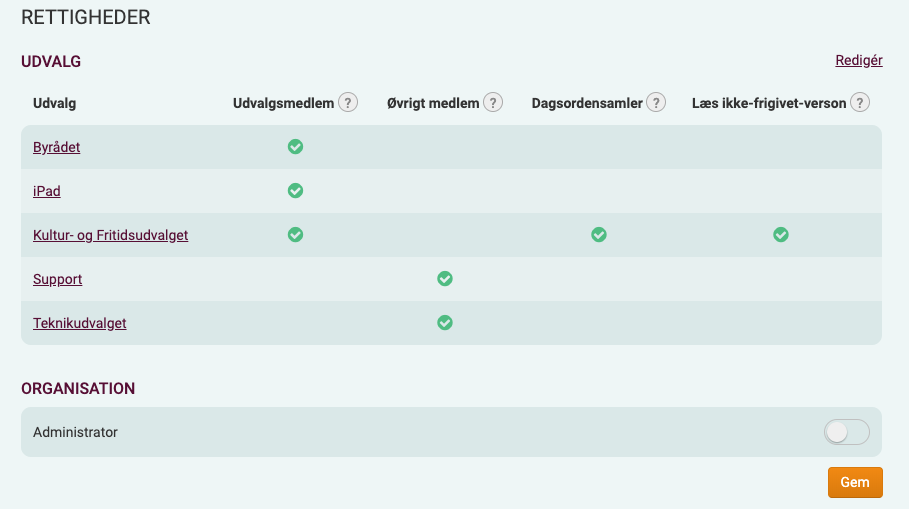 RETTIGHEDER
UDVALG Redigér
Udvalg Udvalgsmedlem ? Øvrigt medlem ? Dagsordensamler ? Læs ikke-frigivet-verson ?
Byrådet
iPad
Kultur- og Fritidsudvalget
Support
Teknikudvalget
ORGANISATION
Administrator
Gem